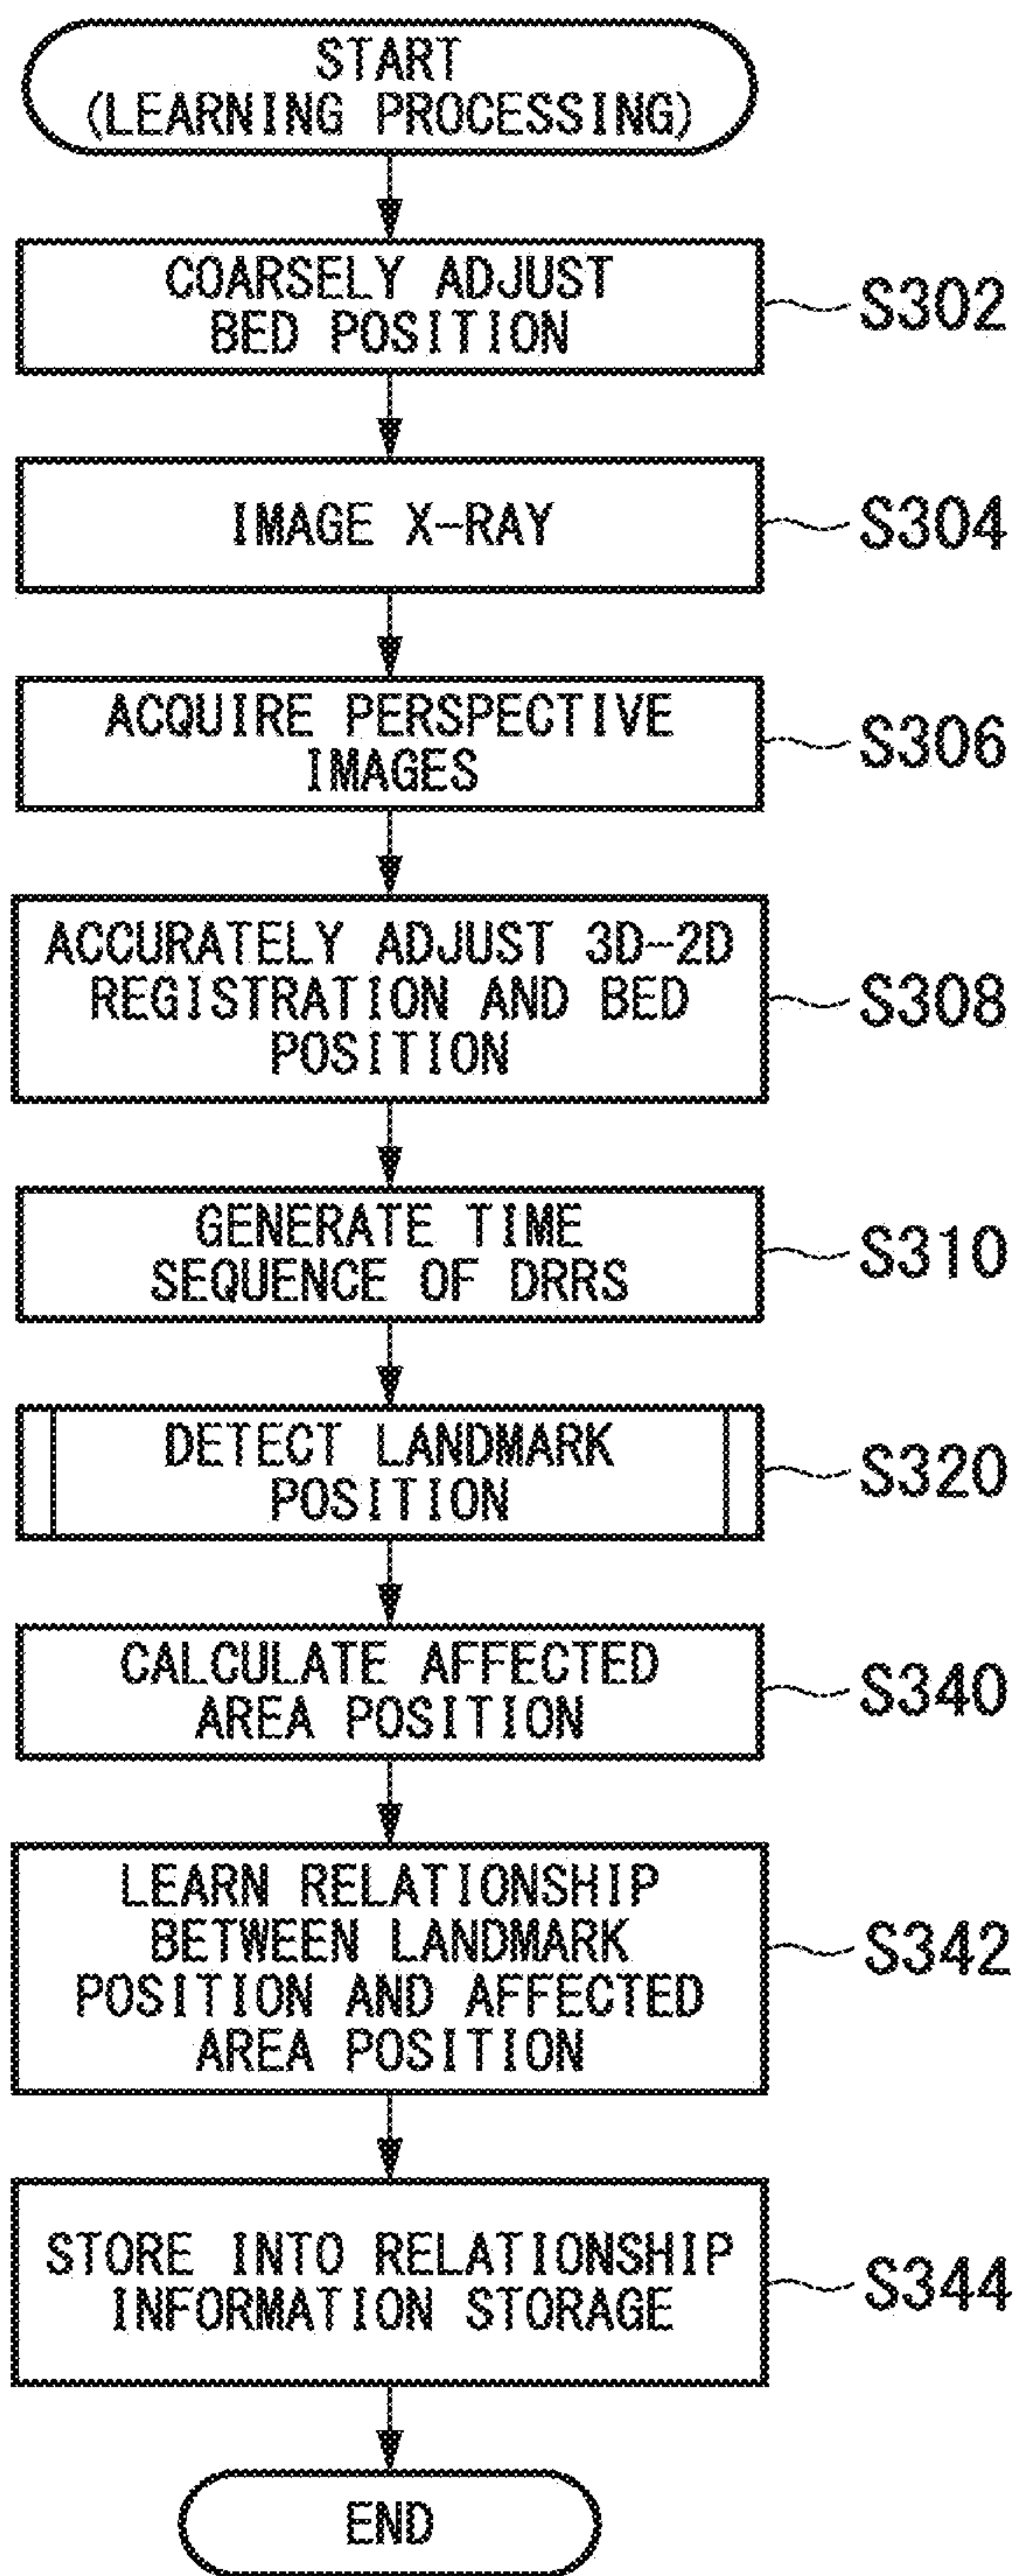 START
(LEARNING PROCESSING)
COARSELY ADJUST
BED POSITION
S302
IMAGE X-RAY
S304
ACQUIRE PERSPECTIVE
IMAGES
S306
ACCURATELY ADJUST 3D-2D
REGISTRATION AND BED
POSITION
S308
GENERATE TIME
SEQUENCE OF DRRS
S310
DETECT LANDMARK
POSITION
S320
CALCULATE AFFECTED
AREA POSITION
S340
LEARN RELATIONSHIP
BETWEEN LANDMARK
POSITION AND AFFECTED
AREA POSITION
S342
STORE INTO RELATIONSHIP
INFORMATION STORAGE
S344
END